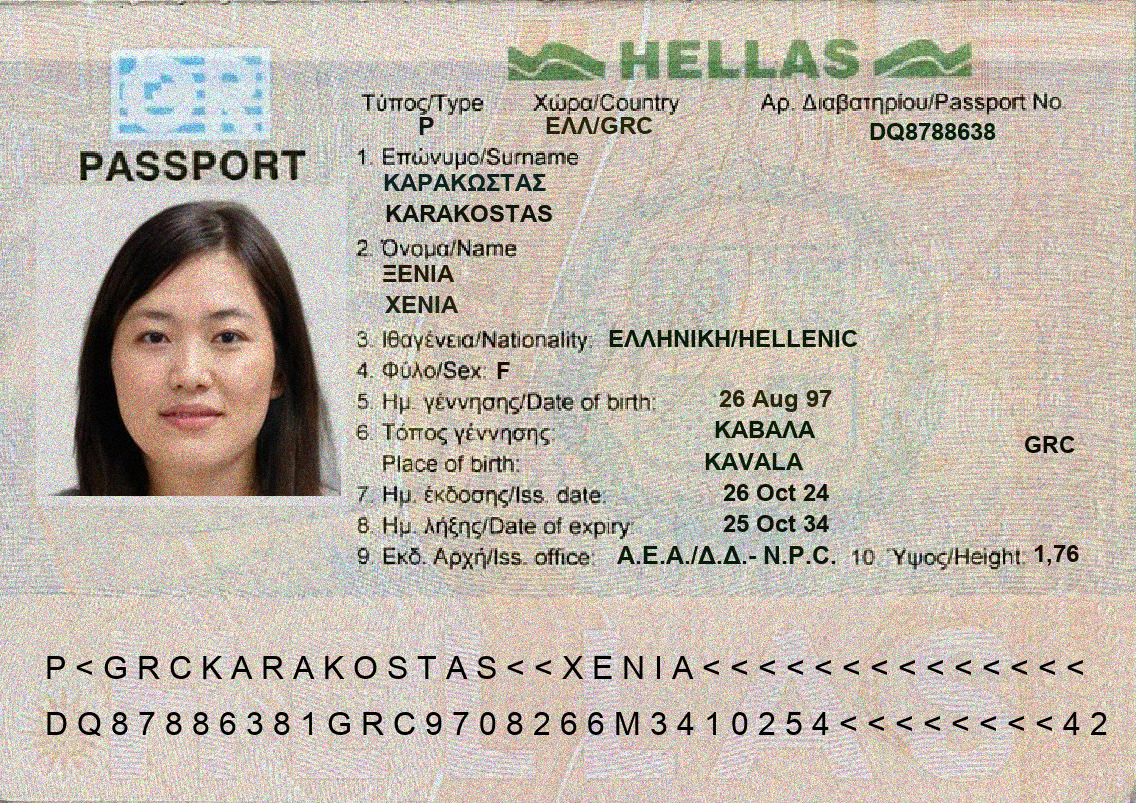 HELLAS
Τύπος/Type Χώρα/Country Αρ. Διαβατηρίου/Passport No.
P ΕΛΛ/GRC DQ8788638
PASSPORT
1. Επώνυμο/Surname
ΚΑΡΑΚΩΣΤΑΣ
KARAKOSTAS
2. Όνομα/Name
ΞΕΝΙΑ
XENIA
3. Ιθαγένεια/Nationality: ΕΛΛΗΝΙΚΗ/HELLENIC
4. Φύλο/Sex: F
5. Ημ. γέννησης/Date of birth: 26 Aug 97
6. Τόπος γέννησης ΚΑΒΑΛΑ
GRC
Place of birth: KAVALA
7. Ημ. έκδοσης/Iss. date: 26 Oct 24
8. Ημ. λήξης/Date of expiry: 25 Oct 34
9. Εκδ. Αρχή/Iss. office: Α.Ε.Α./Δ.Δ.- N.P.C. 10 Ύψος/Height: 1,76
P<GRCKARAKOSTAS<<XENIA<<<<<<<<<<<<<<
DQ87886381GRC9708266M3410254<<<<<<<<42